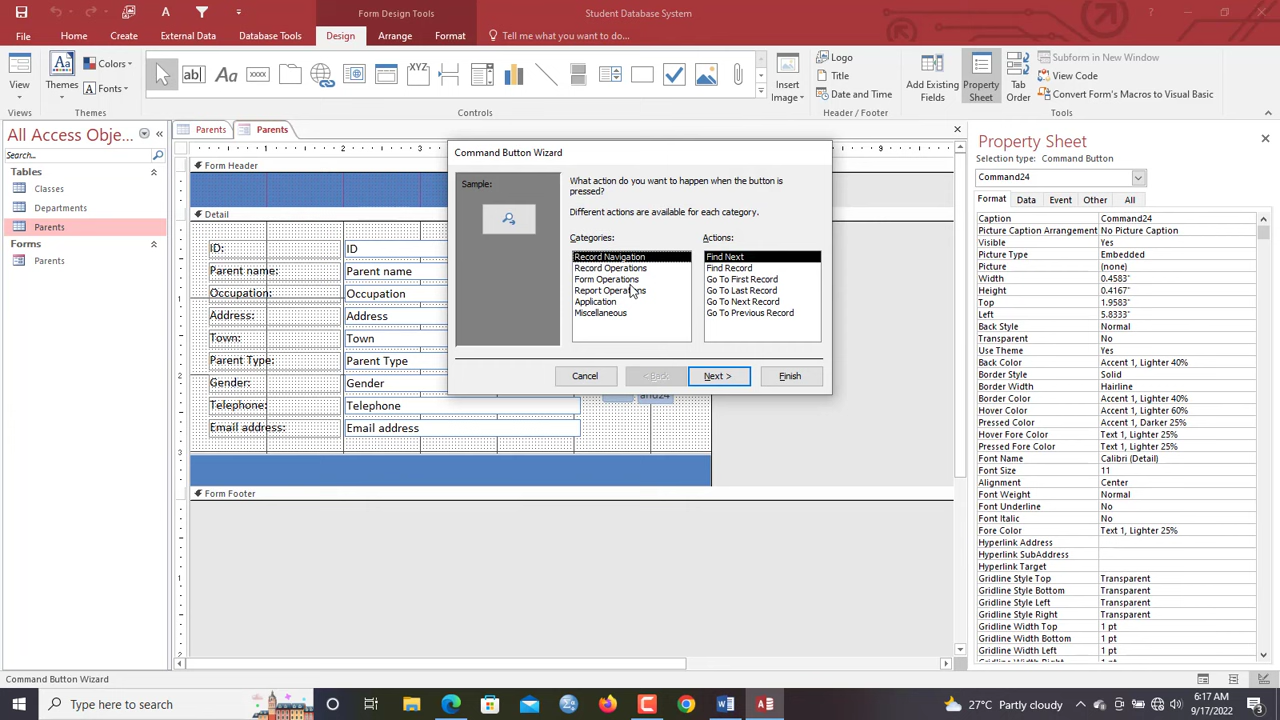 Form Design Tools
Student Database System
File
Home
Create
External Data
Database Tools
Design
Arrange
Format
Tell me what you want to do...
View
Views
Themes
Colors
Fonts
Themes
Aa
XYZ
Controls
Insert
Image
Logo
Title
Date and Time
Header / Footer
Add Existing
Fields
Property
Sheet
Tab
Order
Subform in New Window
View Code
Convert Form's Macros to Visual Basic
Tools
All Access Obje...
Search...
Tables
Classes
Departments
Parents
Forms
Parents
Parents
Parents
Form Header
Detail
ID:
ID
Parent name:
Parent name
Occupation:
Occupation
Address:
Address
Town:
Town
Parent Type:
Parent Type
Gender:
Gender
Telephone:
Telephone
Email address:
Email address
Form Footer
Command Button Wizard
Sample:
What action do you want to happen when the button is
pressed?
Different actions are available for each category.
Categories:
Record Navigation
Record Operations
Form Operations
Report Operations
Application
Miscellaneous
Actions:
Find Next
Find Record
Go To First Record
Go To Last Record
Go To Next Record
Go To Previous Record
Cancel
< Back
Next >
Finish
Property Sheet
Selection type: Command Button
Command24
Format
Data
Event
Other
All
Caption Command24
Picture Caption Arrangement No Picture Caption
Visible Yes
Picture Type Embedded
Picture (none)
Width 0.4583"
Height 0.4167"
Top 1.9583"
Left 5.8333"
Back Style Normal
Transparent No
Use Theme Yes
Back Color Accent 1, Lighter 40%
Border Style Solid
Border Width Hairline
Border Color Accent 1, Lighter 40%
Hover Color Accent 1, Lighter 60%
Pressed Color Accent 1, Darker 25%
Hover Fore Color Text 1, Lighter 25%
Pressed Fore Color Text 1, Lighter 25%
Font Name Calibri (Detail)
Font Size 11
Alignment Center
Font Weight Normal
Font Underline No
Font Italic No
Fore Color Text 1, Lighter 25%
Hyperlink Address
Hyperlink SubAddress
Hyperlink Target
Gridline Style Top Transparent
Gridline Style Bottom Transparent
Gridline Style Left Transparent
Gridline Style Right Transparent
Gridline Width Top 1 pt
Gridline Width Bottom 1 pt
Gridline Width Left 1 pt
Command Button Wizard
Type here to search
27°C Partly cloudy
6:17 AM
9/17/2022